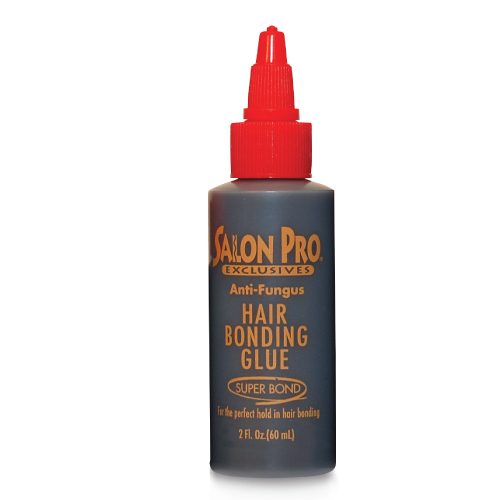 SALON PRO®
EXCLUSIVES
Anti-Fungus
HAIR
BONDING
GLUE
SUPER BOND
For the perfect hold in hair bonding
2 Fl. Oz.(60 mL)